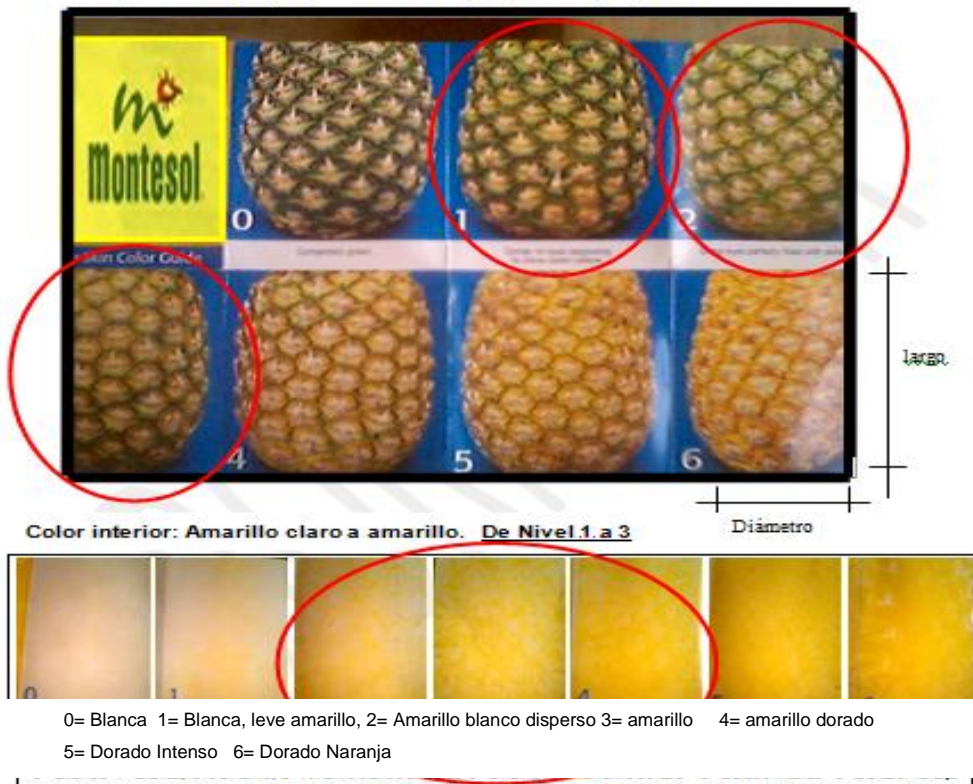 m
Montesol
0
1
2
Completely green
Skin Color Guide
4
5
6
largo
Diámetro
Color interior: Amarillo claro a amarillo. De Nivel 1 a 3
0
1
4
0= Blanca 1= Blanca, leve amarillo, 2= Amarillo blanco disperso 3= amarillo 4= amarillo dorado
5= Dorado Intenso 6= Dorado Naranja